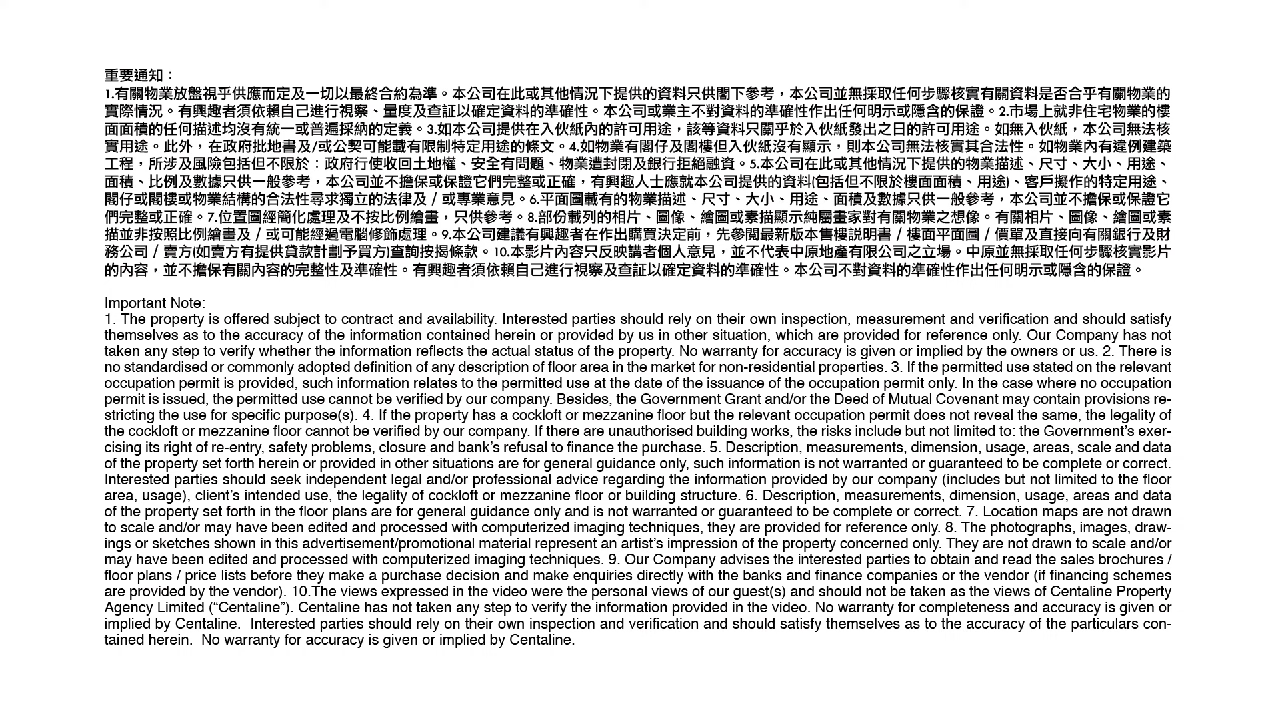 重要通知：
1.有關物業放盤視乎供應而定及一切以最終合約為準。本公司在此或其他情況下提供的資料只供閣下參考，本公司並無採取任何步驟核實有關資料是否合乎有關物業的
實際情況。有興趣者須依賴自己進行視察、量度及查証以確定資料的準確性。本公司或業主不對資料的準確性作出任何明示或隱含的保證。2.市場上就非住宅物業的樓
面面積的任何描述均沒有統一或普遍採納的定義。3.如本公司提供在入伙紙內的許可用途，該等資料只關乎於入伙紙發出之日的許可用途。如無入伙紙，本公司無法核
實用途。此外，在政府批地書及/或公契可能載有限制特定用途的條文。4.如物業有閣仔及閣樓但入伙紙沒有顯示，則本公司無法核實其合法性。如物業內有違例建築
工程，所涉及風險包括但不限於：政府行使收回土地權、安全有問題、物業遭封閉及銀行拒絕融資。5.本公司在此或其他情況下提供的物業描述、尺寸、大小、用途、
面積、比例及數據只供一般參考，本公司並不擔保或保證它們完整或正確，有興趣人士應就本公司提供的資料(包括但不限於樓面面積、用途)、客戶擬作的特定用途、
閣仔或閣樓或物業結構的合法性尋求獨立的法律及 / 或專業意見。6.平面圖載有的物業描述、尺寸、大小、用途、面積及數據只供一般參考，本公司並不擔保或保證它
們完整或正確。7.位置圖經簡化處理及不按比例繪畫，只供參考。8.部份載列的相片、圖像、繪圖或素描顯示純屬畫家對有關物業之想像。有關相片、圖像、繪圖或素
描並非按照比例繪畫及 / 或可能經過電腦修飾處理。9.本公司建議有興趣者在作出購買決定前，先參閱最新版本售樓説明書 / 樓面平面圖 / 價單及直接向有關銀行及財
務公司 / 賣方(如賣方有提供貸款計劃予買方)查詢按揭條款。10.本影片內容只反映講者個人意見，並不代表中原地產有限公司之立場。中原並無採取任何步驟核實影片
的內容，並不擔保有關內容的完整性及準確性。有興趣者須依賴自己進行視察及查証以確定資料的準確性。本公司不對資料的準確性作出任何明示或隱含的保證。
Important Note:
1. The property is offered subject to contract and availability. Interested parties should rely on their own inspection, measurement and verification and should satisfy
themselves as to the accuracy of the information contained herein or provided by us in other situation, which are provided for reference only. Our Company has not
taken any step to verify whether the information reflects the actual status of the property. No warranty for accuracy is given or implied by the owners or us. 2. There is
no standardised or commonly adopted definition of any description of floor area in the market for non-residential properties. 3. If the permitted use stated on the relevant
occupation permit is provided, such information relates to the permitted use at the date of the issuance of the occupation permit only. In the case where no occupation
permit is issued, the permitted use cannot be verified by our company. Besides, the Government Grant and/or the Deed of Mutual Covenant may contain provisions re-
stricting the use for specific purpose(s). 4. If the property has a cockloft or mezzanine floor but the relevant occupation permit does not reveal the same, the legality of
the cockloft or mezzanine floor cannot be verified by our company. If there are unauthorised building works, the risks include but not limited to: the Government's exer-
cising its right of re-entry, safety problems, closure and bank's refusal to finance the purchase. 5. Description, measurements, dimension, usage, areas, scale and data
of the property set forth herein or provided in other situations are for general guidance only, such information is not warranted or guaranteed to be complete or correct.
Interested parties should seek independent legal and/or professional advice regarding the information provided by our company (includes but not limited to the floor
area, usage), client's intended use, the legality of cockloft or mezzanine floor or building structure. 6. Description, measurements, dimension, usage, areas and data
of the property set forth in the floor plans are for general guidance only and is not warranted or guaranteed to be complete or correct. 7. Location maps are not drawn
to scale and/or may have been edited and processed with computerized imaging techniques, they are provided for reference only. 8. The photographs, images, draw-
ings or sketches shown in this advertisement/promotional material represent an artist's impression of the property concerned only. They are not drawn to scale and/or
may have been edited and processed with computerized imaging techniques. 9. Our Company advises the interested parties to obtain and read the sales brochures /
floor plans / price lists before they make a purchase decision and make enquiries directly with the banks and finance companies or the vendor (if financing schemes
are provided by the vendor). 10.The views expressed in the video were the personal views of our guest(s) and should not be taken as the views of Centaline Property
Agency Limited ("Centaline"). Centaline has not taken any step to verify the information provided in the video. No warranty for completeness and accuracy is given or
implied by Centaline.  Interested parties should rely on their own inspection and verification and should satisfy themselves as to the accuracy of the particulars con-
tained herein.  No warranty for accuracy is given or implied by Centaline.